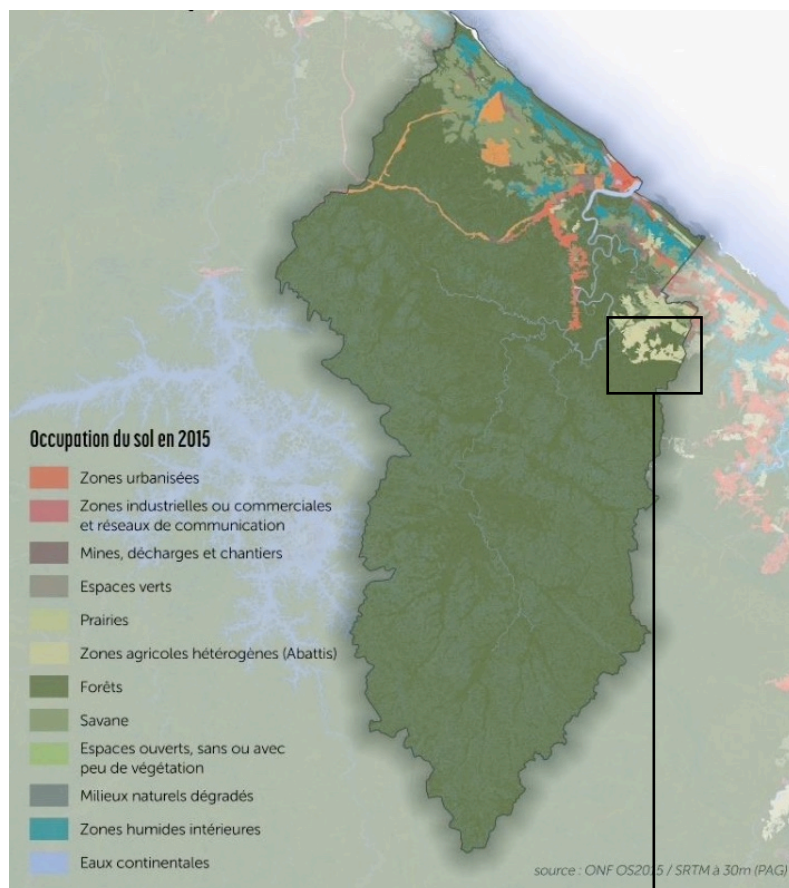 Occupation du sol en 2015
Zones urbanisées
Zones industrielles ou commerciales
et réseaux de communication
Mines, décharges et chantiers
Espaces verts
Prairies
Zones agricoles hétérogènes (Abattis)
Forêts
Savane
Espaces ouverts, sans ou avec
peu de végétation
Milieux naturels dégradés
Zones humides intérieures
Eaux continentales
source : ONF OS2015 / SRTM à 30m (PAG)